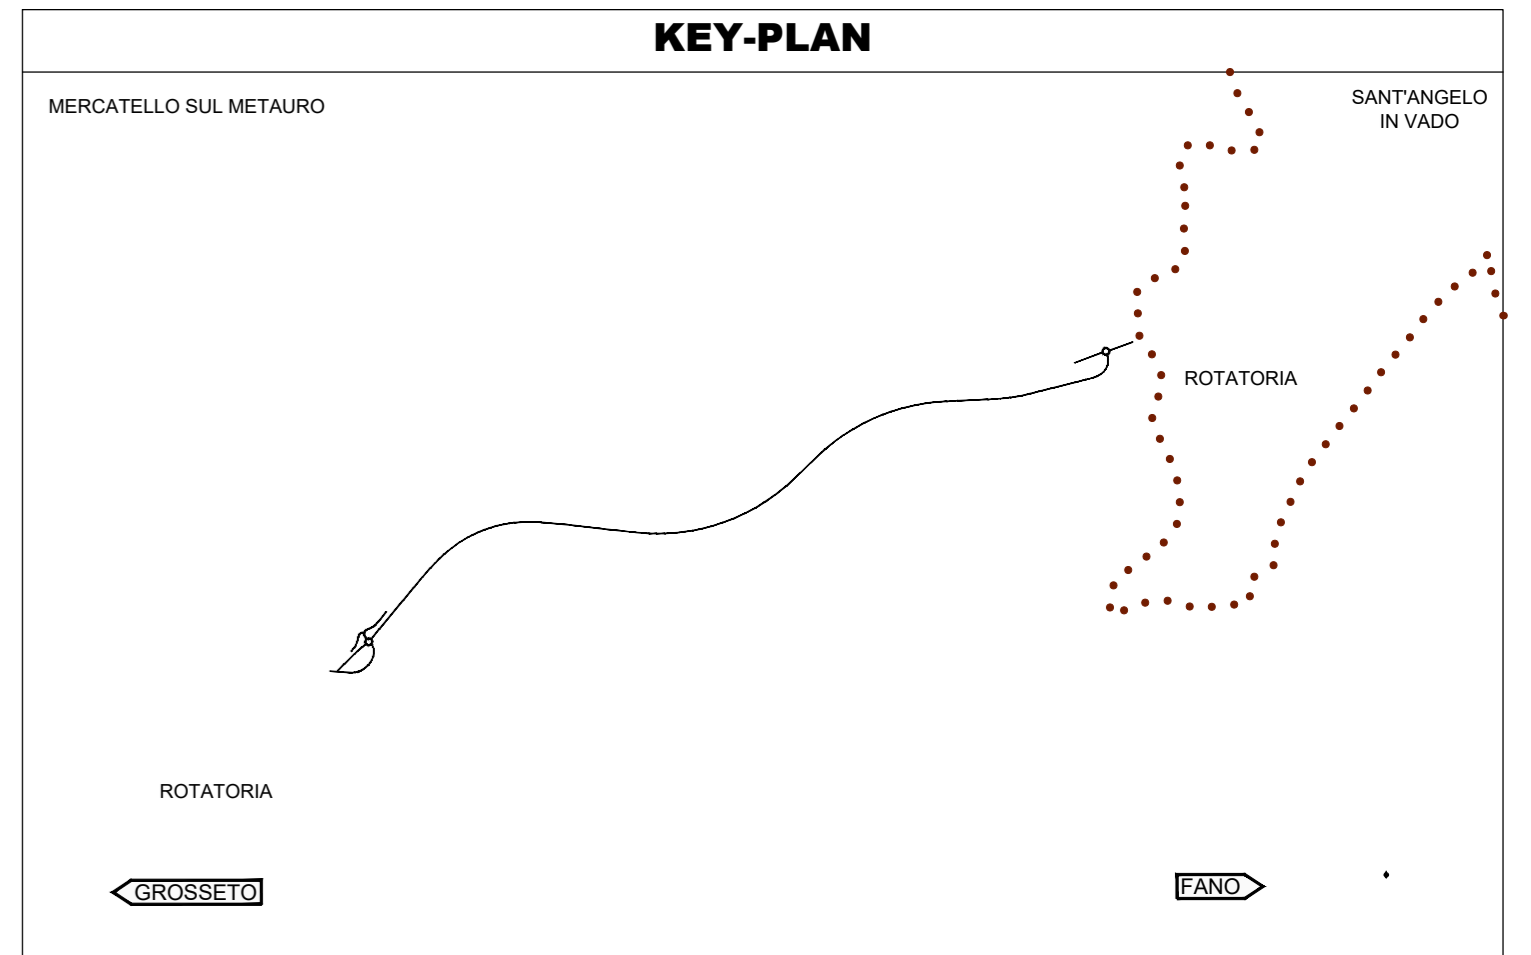 KEY-PLAN
MERCATELLO SUL METAURO
SANT'ANGELO
IN VADO
ROTATORIA
ROTATORIA
GROSSETO
FANO